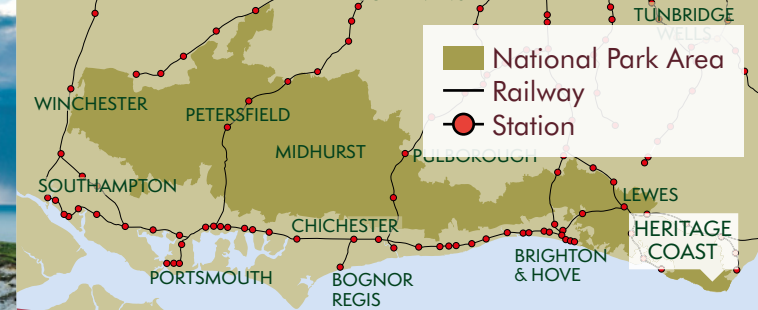 TUNBRIDGE
WELLS
National Park Area
Railway
Station
WINCHESTER
PETERSFIELD
MIDHURST
PULBOROUGH
SOUTHAMPTON
LEWES
CHICHESTER
HERITAGE
COAST
PORTSMOUTH
BRIGHTON
& HOVE
BOGNOR
REGIS